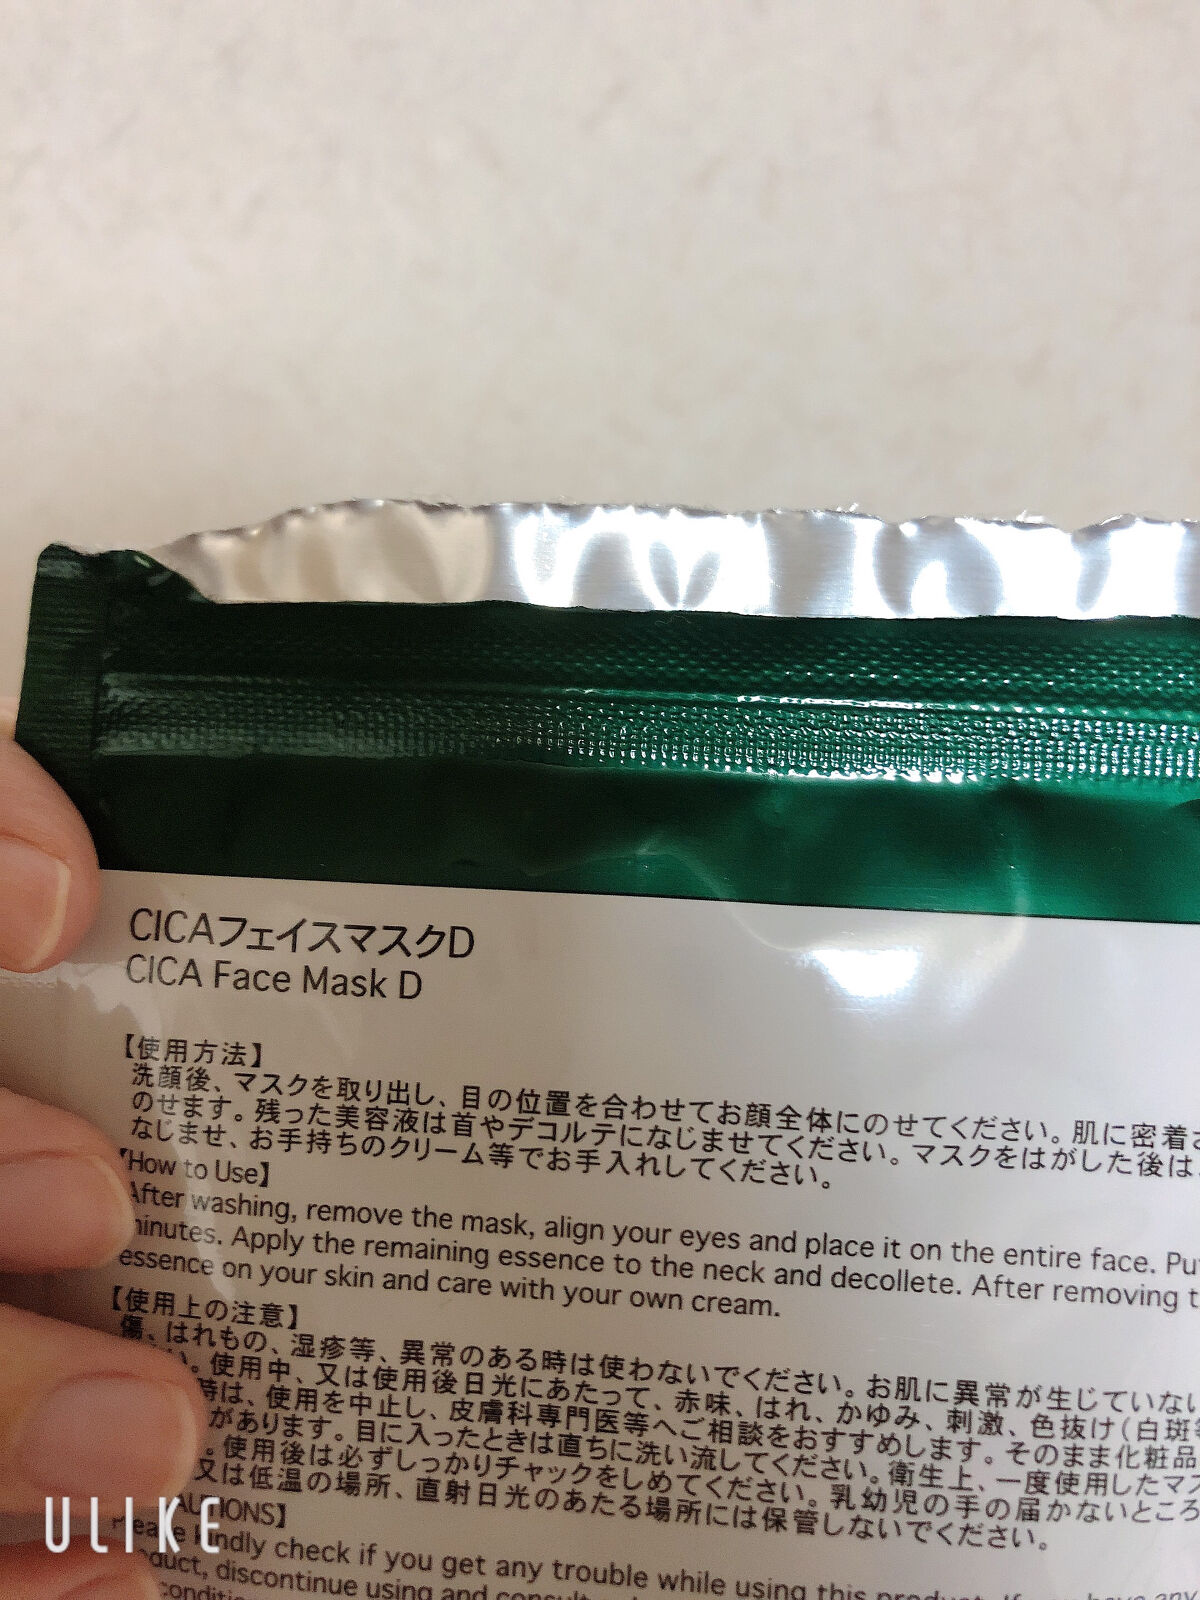 CICAフェイスマスクD
CICA Face Mask D
【使用方法】
洗顔後、マスクを取り出し、目の位置を合わせてお顔全体にのせてください。肌に密着
のせます。残った美容液は首やデコルテになじませてください。マスクをはがした後は
なじませ、お手持ちのクリーム等でお手入れしてください。
【How to Use】
After washing, remove the mask, align your eyes and place it on the entire face.
minutes. Apply the remaining essence to the neck and decollete. After removing
essence on your skin and care with your own cream.
【使用上の注意】
傷、はれもの、湿疹等、異常のある時は使わないでください。お肌に異常が生じていない
。使用中、又は使用後日光にあたって、赤味、はれ、かゆみ、刺激、色抜け(白斑
時は、使用を中止し、皮膚科専門医等へご相談をおすすめします。そのまま化粧品
があります。目に入ったときは直ちに洗い流してください。衛生上、一度使用したマス
。使用後は必ずしっかりチャックをしめてください。乳幼児の手の届かないところ
又は低温の場所、直射日光のあたる場所には保管しないでください。
CAUTIONS】
Please kindly check if you get any trouble while using this product. If you have any
product, discontinue using and
ULIKE